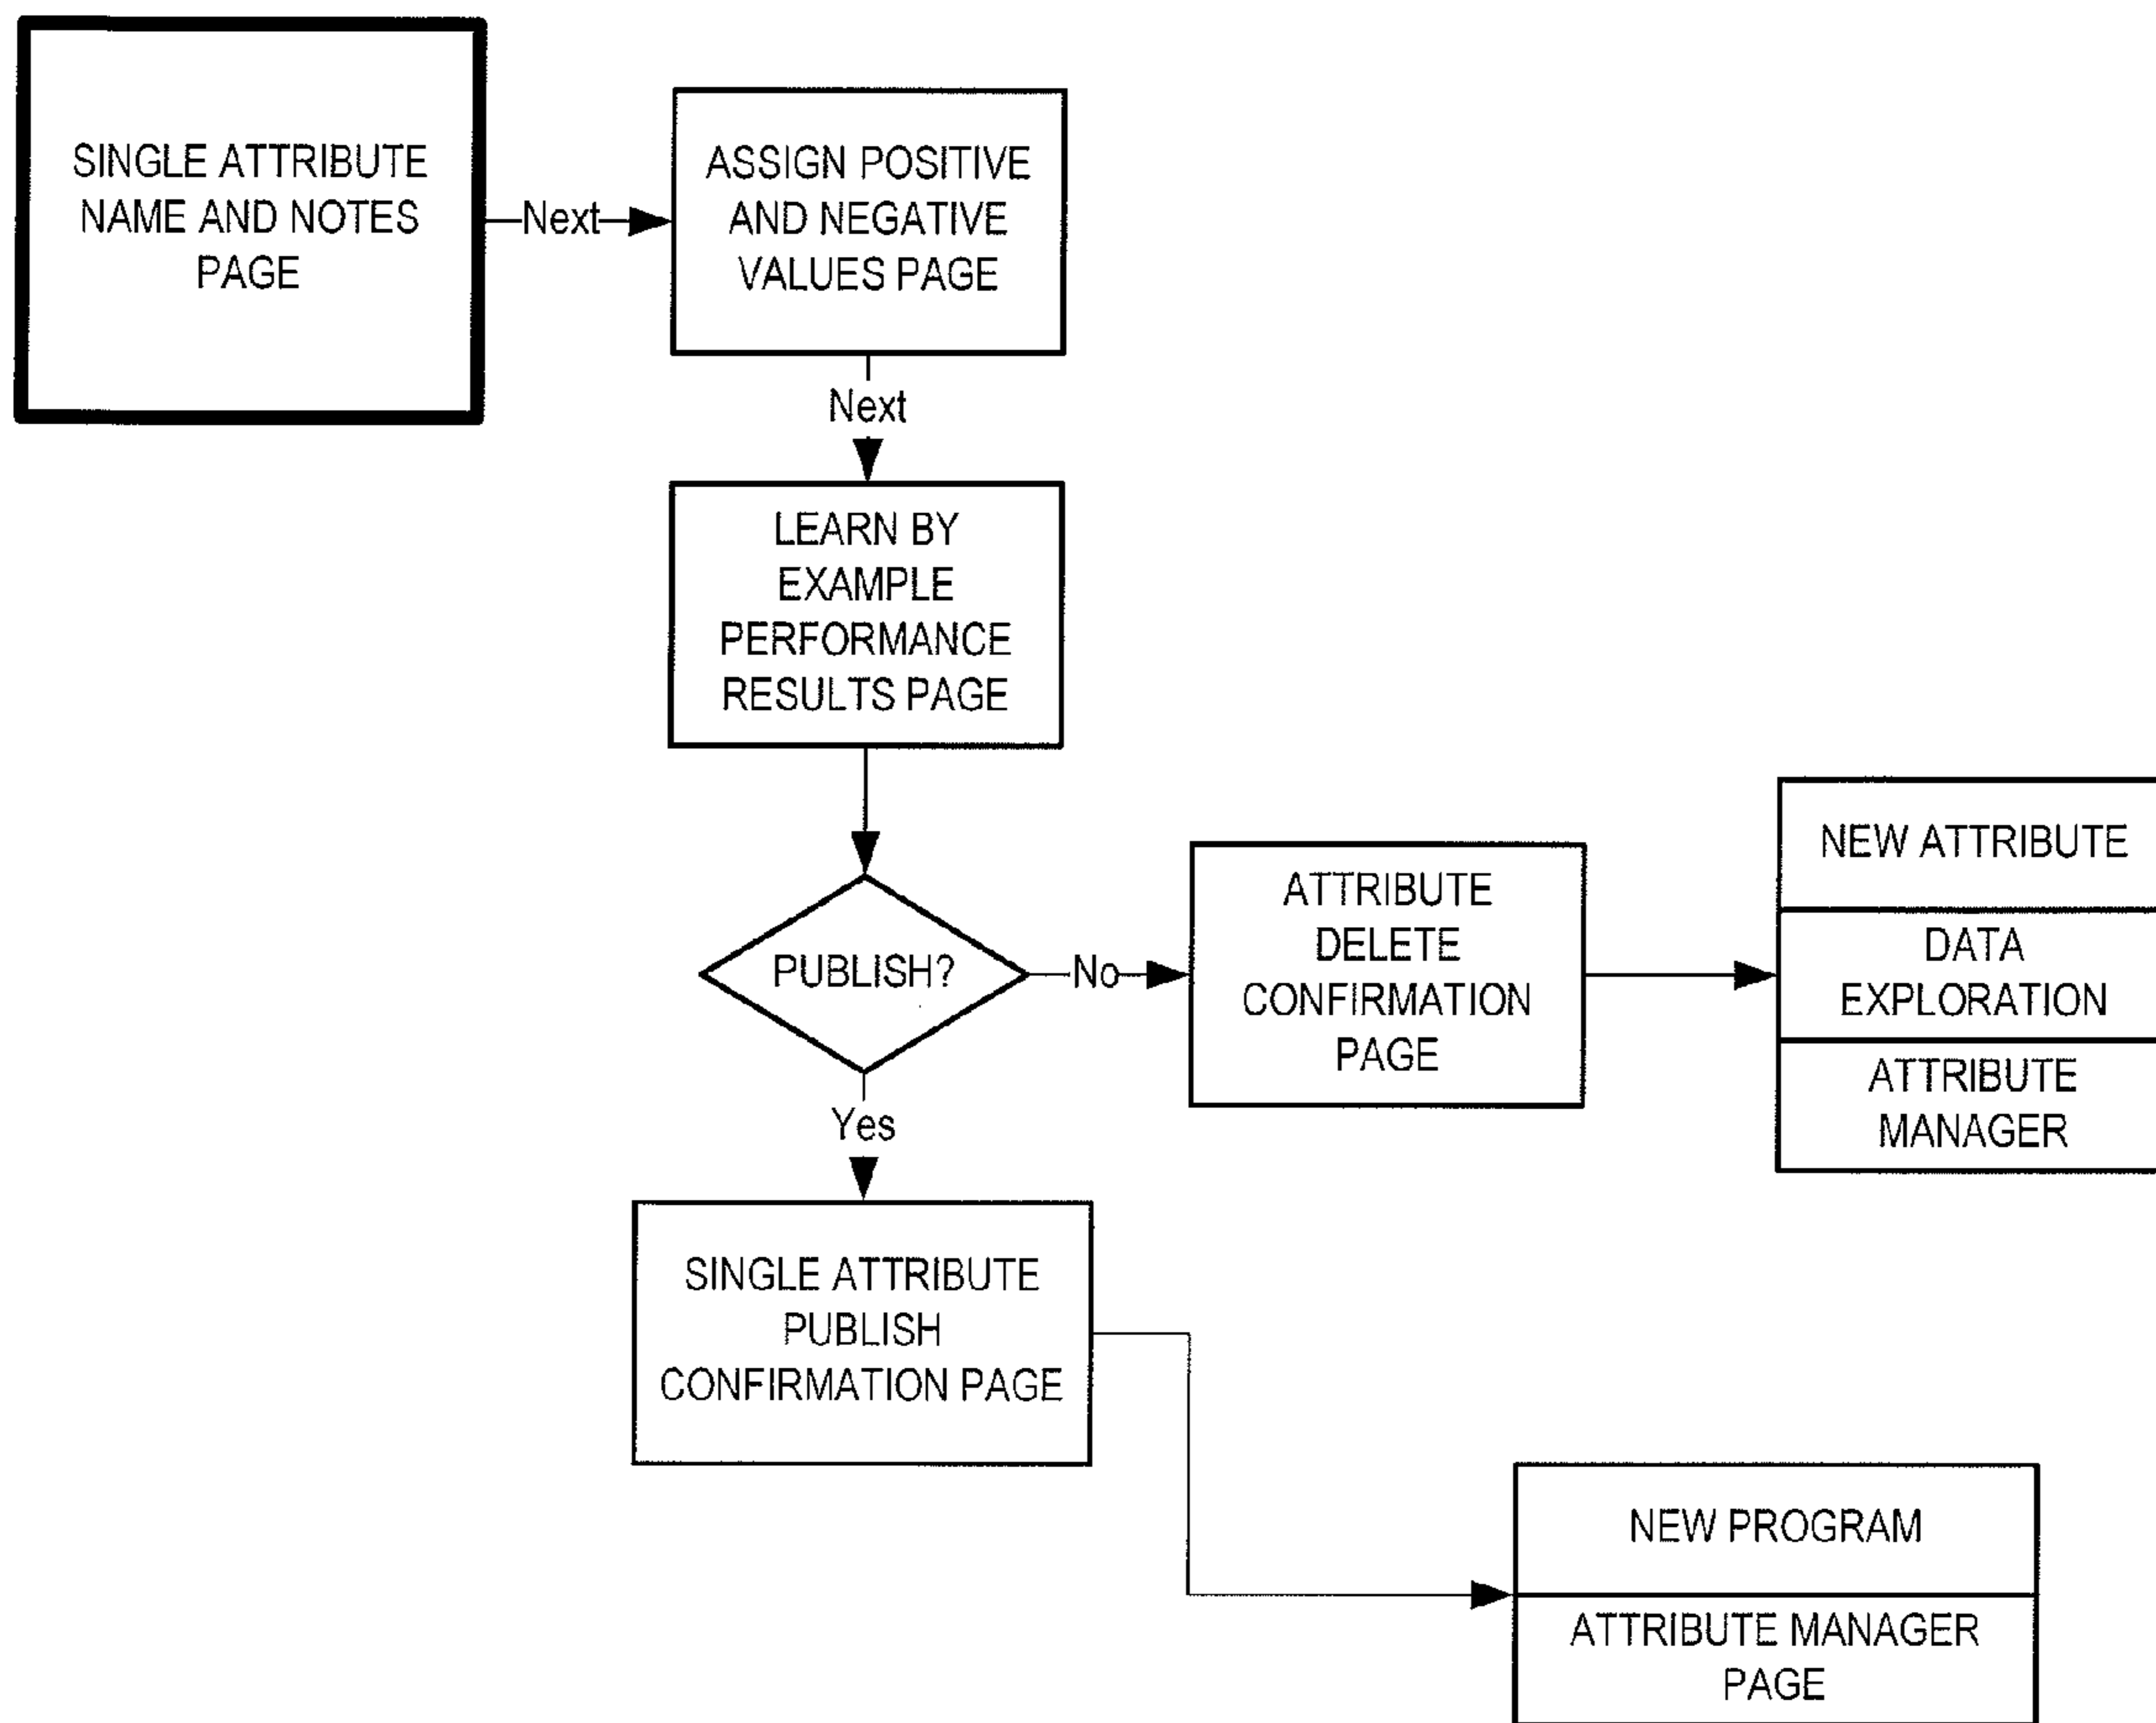 SINGLE ATTRIBUTE
NAME AND NOTES
PAGE
Next
ASSIGN POSITIVE
AND NEGATIVE
VALUES PAGE
Next
LEARN BY
EXAMPLE
PERFORMANCE
RESULTS PAGE
PUBLISH?
No
ATTRIBUTE
DELETE
CONFIRMATION
PAGE
NEW ATTRIBUTE
DATA
EXPLORATION
ATTRIBUTE
MANAGER
Yes
SINGLE ATTRIBUTE
PUBLISH
CONFIRMATION PAGE
NEW PROGRAM
ATTRIBUTE MANAGER
PAGE